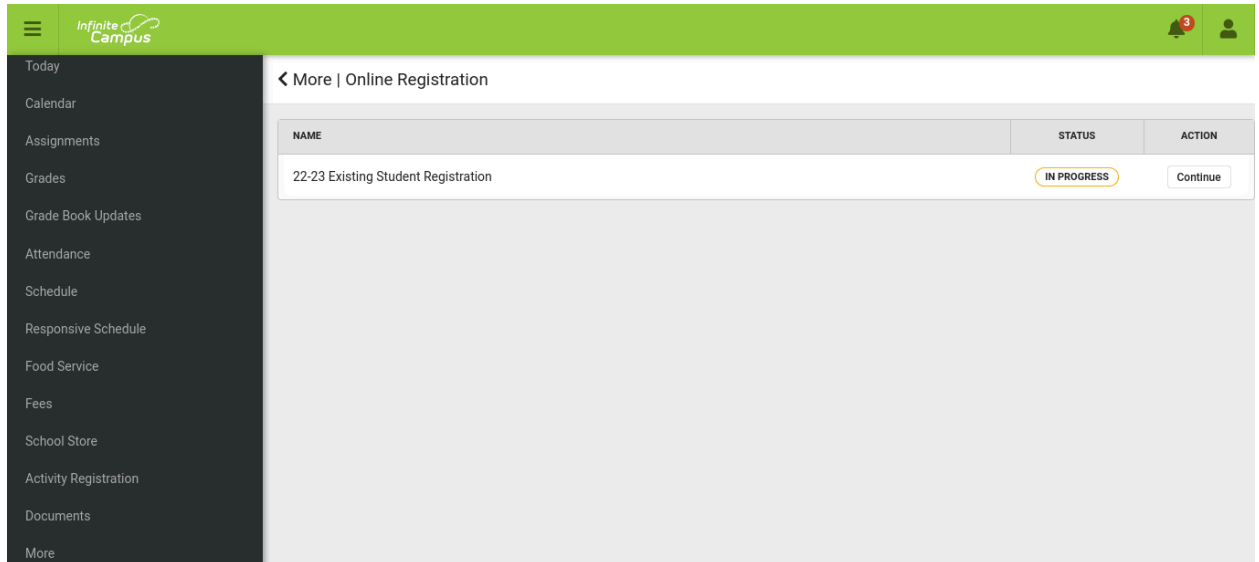 Infinite
Campus
3
Today
Calendar
Assignments
Grades
Grade Book Updates
Attendance
Schedule
Responsive Schedule
Food Service
Fees
School Store
Activity Registration
Documents
More
More | Online Registration
NAME STATUS ACTION
22-23 Existing Student Registration IN PROGRESS Continue